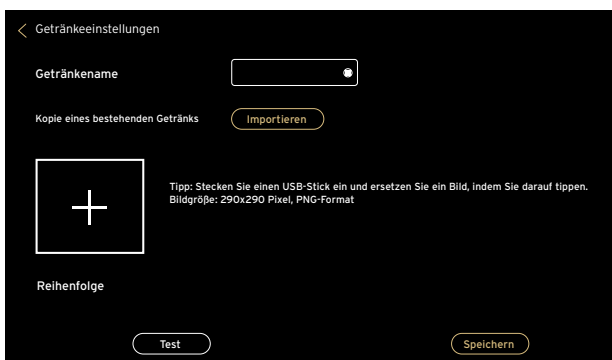 Getränkeeinstellungen
Getränkename
Kopie eines bestehenden Getränks
Importieren
Tipp: Stecken Sie einen USB-Stick ein und ersetzen Sie ein Bild, indem Sie darauf tippen.
Bildgröße: 290x290 Pixel, PNG-Format
Reihenfolge
Test
Speichern